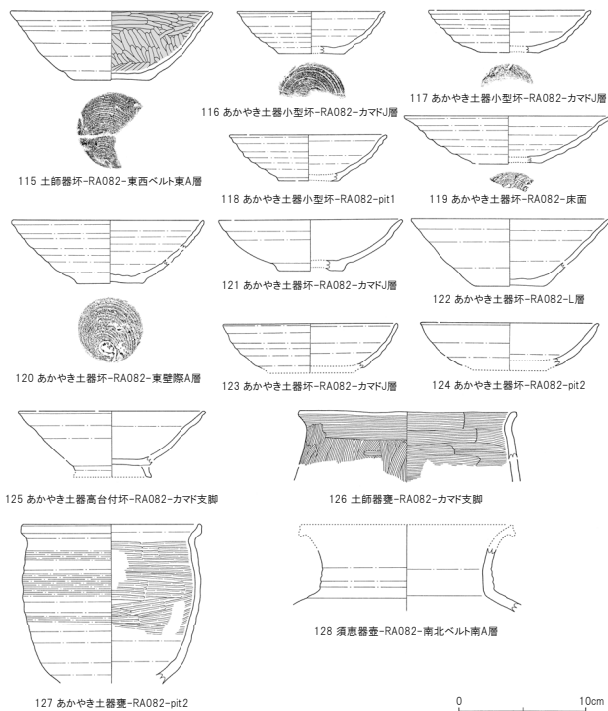 115 土師器坏-RA082-東西ベルト東A層
116 あかやき土器小型坏-RA082-カマドJ層
117 あかやき土器小型坏-RA082-カマドJ層
118 あかやき土器小型坏-RA082-pit1
119 あかやき土器坏-RA082-床面
120 あかやき土器坏-RA082-東壁際A層
121 あかやき土器坏-RA082-カマドJ層
122 あかやき土器坏-RA082-L層
123 あかやき土器坏-RA082-カマドJ層
124 あかやき土器坏-RA082-pit2
125 あかやき土器高台付坏-RA082-カマド支脚
126 土師器甕-RA082-カマド支脚
127 あかやき土器甕-RA082-pit2
128 須恵器壺-RA082-南北ベルト南A層
0 10cm